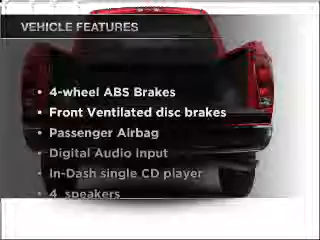 VEHICLE FEATURES
• 4-wheel ABS Brakes
• Front Ventilated disc brakes
• Passenger Airbag
• Digital Audio Input
• In-Dash single CD player
• 4 speakers